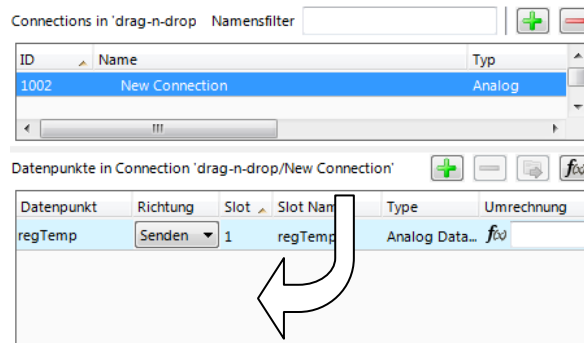 Connections in 'drag-n-drop Namensfilter
ID Name Typ
1002 New Connection Analog
Datenpunkte in Connection 'drag-n-drop/New Connection'
f(x)
Datenpunkt Richtung Slot Slot Nam Type Umrechnung
regTemp Senden 1 regTemp Analog Data... f(x)